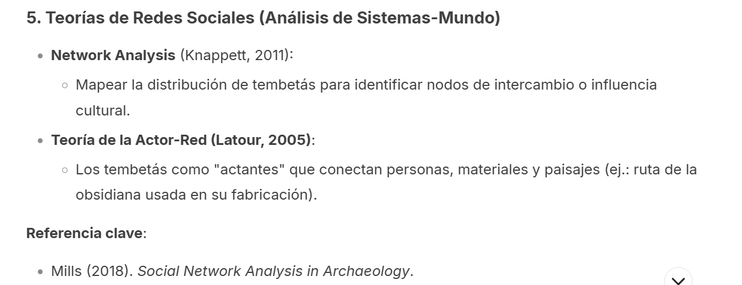 5. Teorías de Redes Sociales (Análisis de Sistemas-Mundo)
Network Analysis (Knappett, 2011):
Mapear la distribución de tembetás para identificar nodos de intercambio o influencia
cultural.
Teoría de la Actor-Red (Latour, 2005):
Los tembetás como "actantes" que conectan personas, materiales y paisajes (ej.: ruta de la
obsidiana usada en su fabricación).
Referencia clave:
Mills (2018). Social Network Analysis in Archaeology.